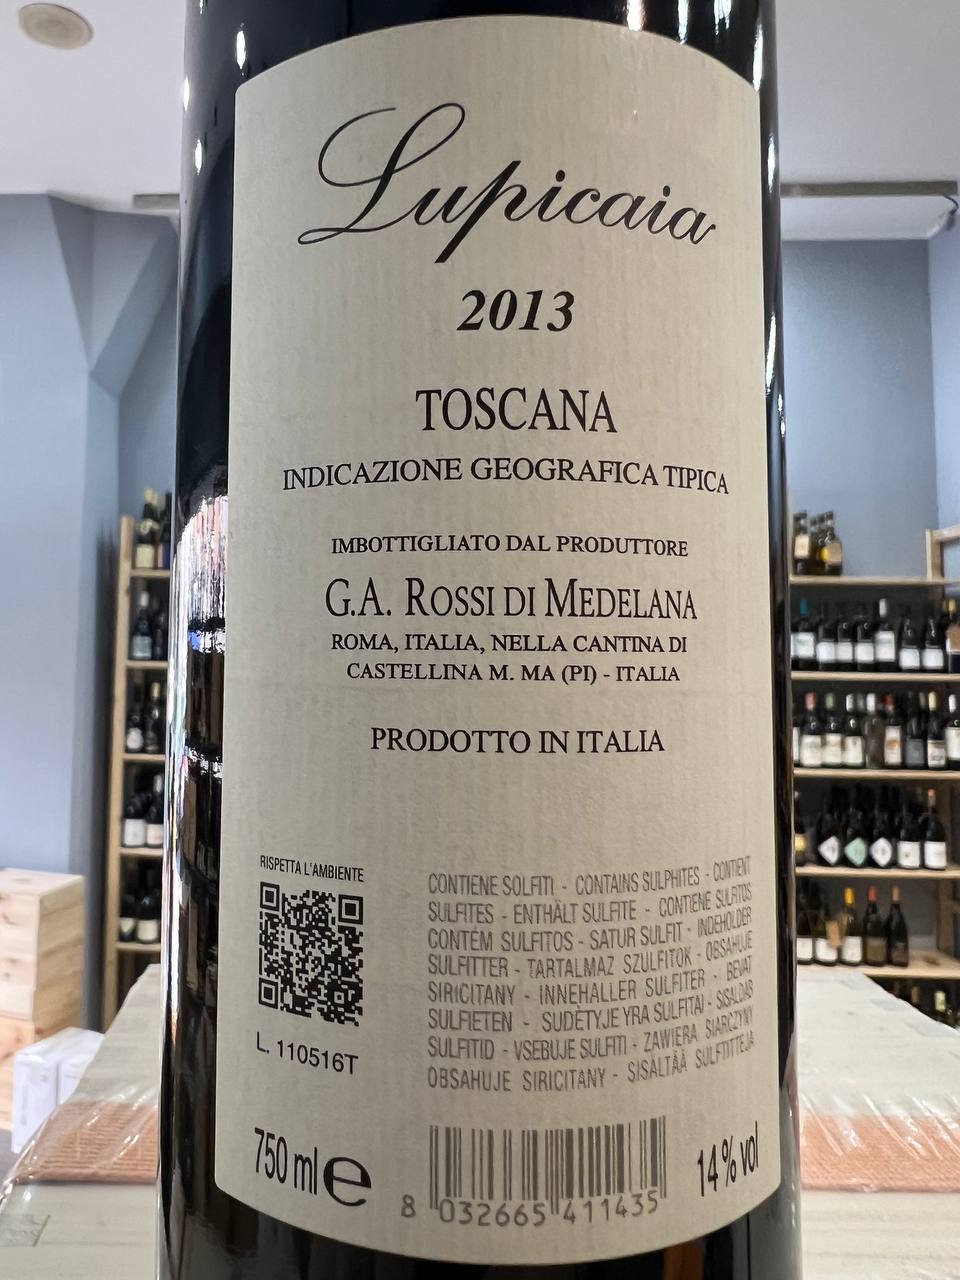 Lupicaia
2013
TOSCANA
INDICAZIONE GEOGRAFICA TIPICA
IMBOTTIGLIATO DAL PRODUTTORE
G.A. ROSSI DI MEDELANA
ROMA, ITALIA, NELLA CANTINA DI
CASTELLINA M. MA (PI) - ITALIA
PRODOTTO IN ITALIA
RISPETTA L'AMBIENTE
L. 110516T
CONTIENE SOLFITI - CONTAINS SULPHITES - CONTIENT
SULFITES - ENTHÄLT SULFITE - CONTIENE SULFITOS
CONTÉM SULFITOS - SATUR SULFIT - INDEHOLDER
SULFITTER - TARTALMAZ SZULFITOK - OBSAHUJE
SIRICITANY - INNEHALLER SULFITER - BEVAT
SULFIETEN - SUDĖTYJE YRA SULFITAI - SISALDAB
SULFITID - VSEBUJE SULFITI - ZAWIERA SIARCZYNY
OBSAHUJE SIRICITANY - SISÄLTÄÄ SULFTITTEJA
750 ml e
8 032665 411435
14% vol